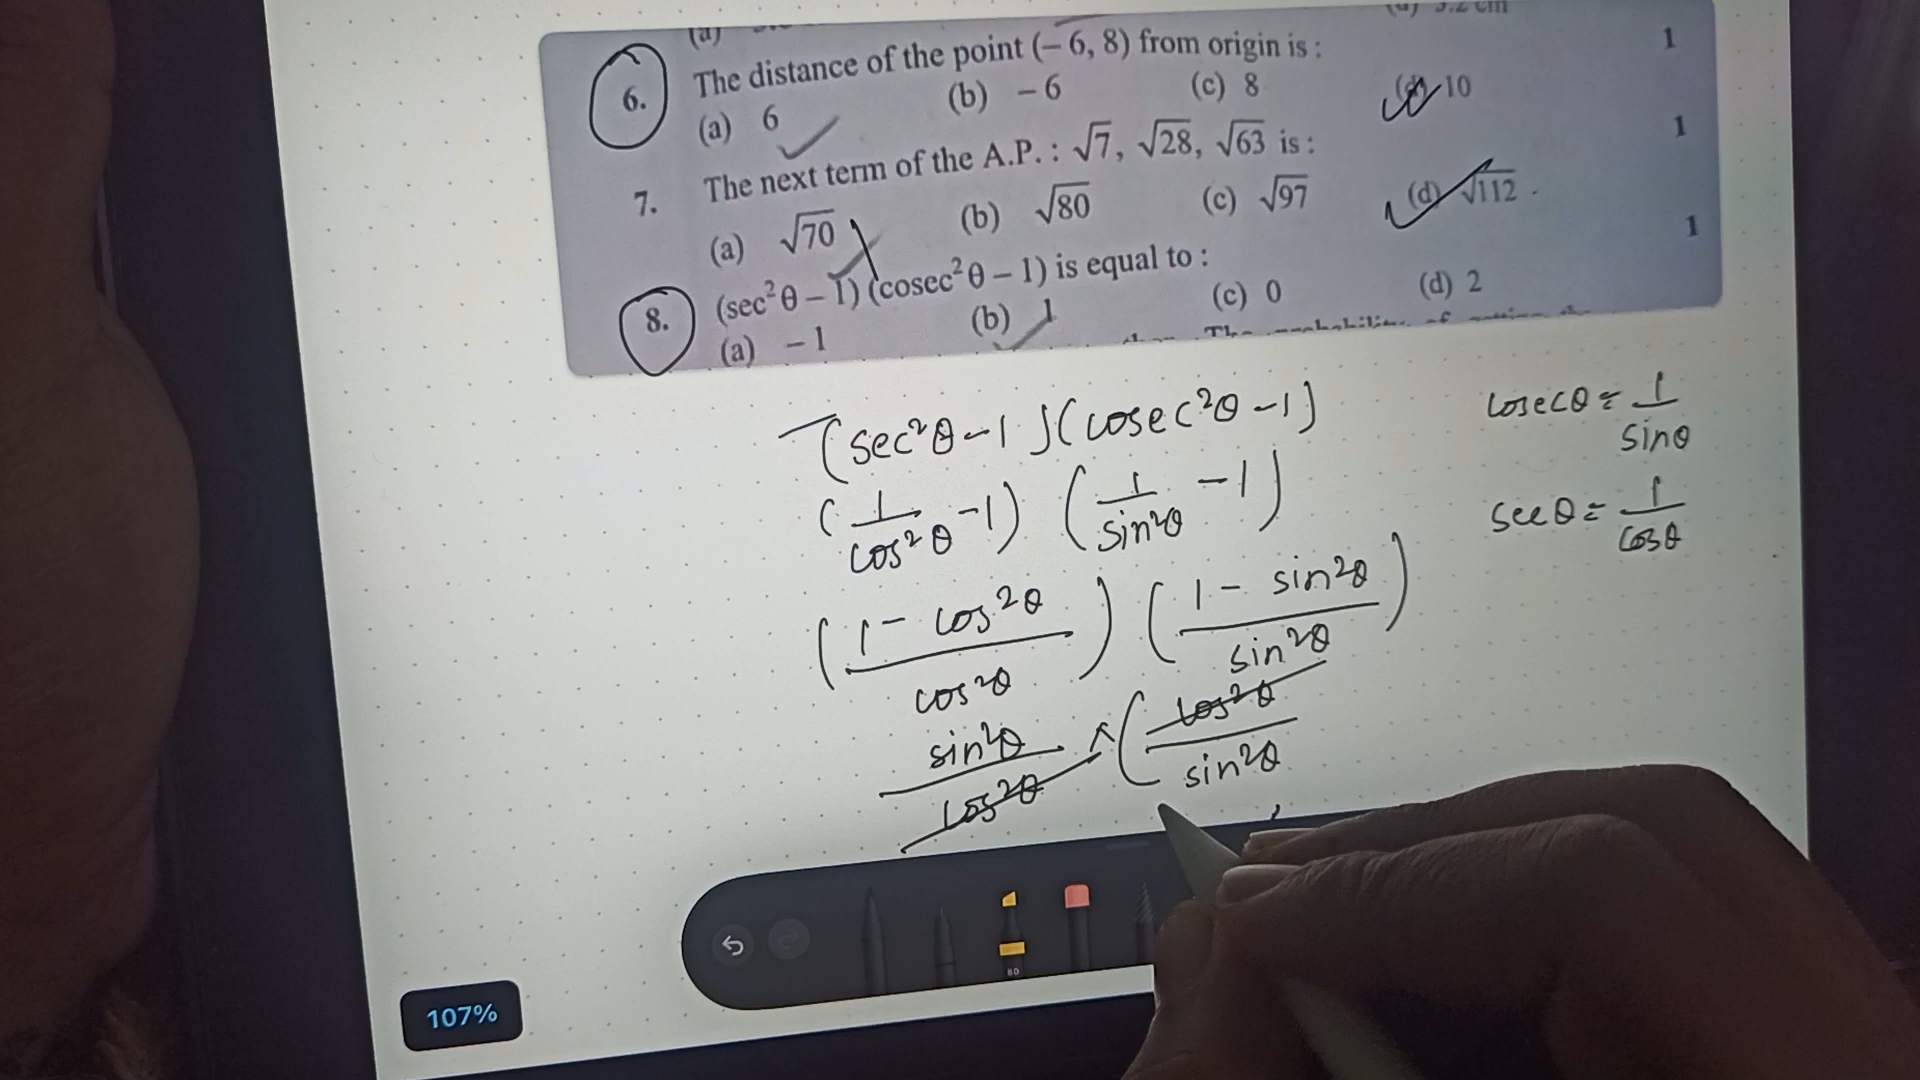 6. The distance of the point (– 6, 8) from origin is : 1
(a) 6 (b) – 6 (c) 8 (d) 10
7. The next term of the A.P. : √7, √28, √63 is : 1
(a) √70 (b) √80 (c) √97 (d) √112 .
8. (sec²θ – 1) (cosec²θ – 1) is equal to : 1
(a) – 1 (b) 1 (c) 0 (d) 2
(sec²θ-1)(cosec²θ-1)
(1/cos²θ -1) (1/sin²θ -1)
(1- cos²θ/cos²θ) (1- sin²θ/sin²θ)
sin²θ/cos²θ × (cos²θ/sin²θ
cosecθ = 1/sinθ
secθ = 1/cosθ
80
107%